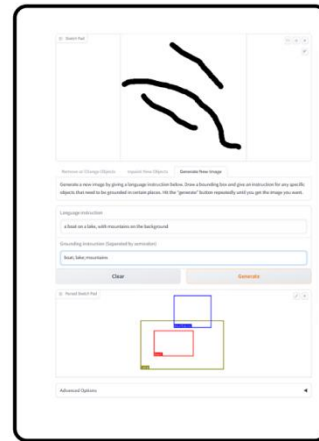 Sketch Pad
Remove or Change Objects Inpaint New Objects Generate New Image
Generate a new image by giving a language instruction below. Draw a bounding box and give an instruction for any specific
objects that need to be grounded in certain places. Hit the "generate" button repeatedly until you get the image you want.
Language instruction
a boat on a lake, with mountains on the background
Grounding instruction (Separated by semicolon)
boat; lake; mountains
Clear Generate
Parsed Sketch Pad
Advanced Options